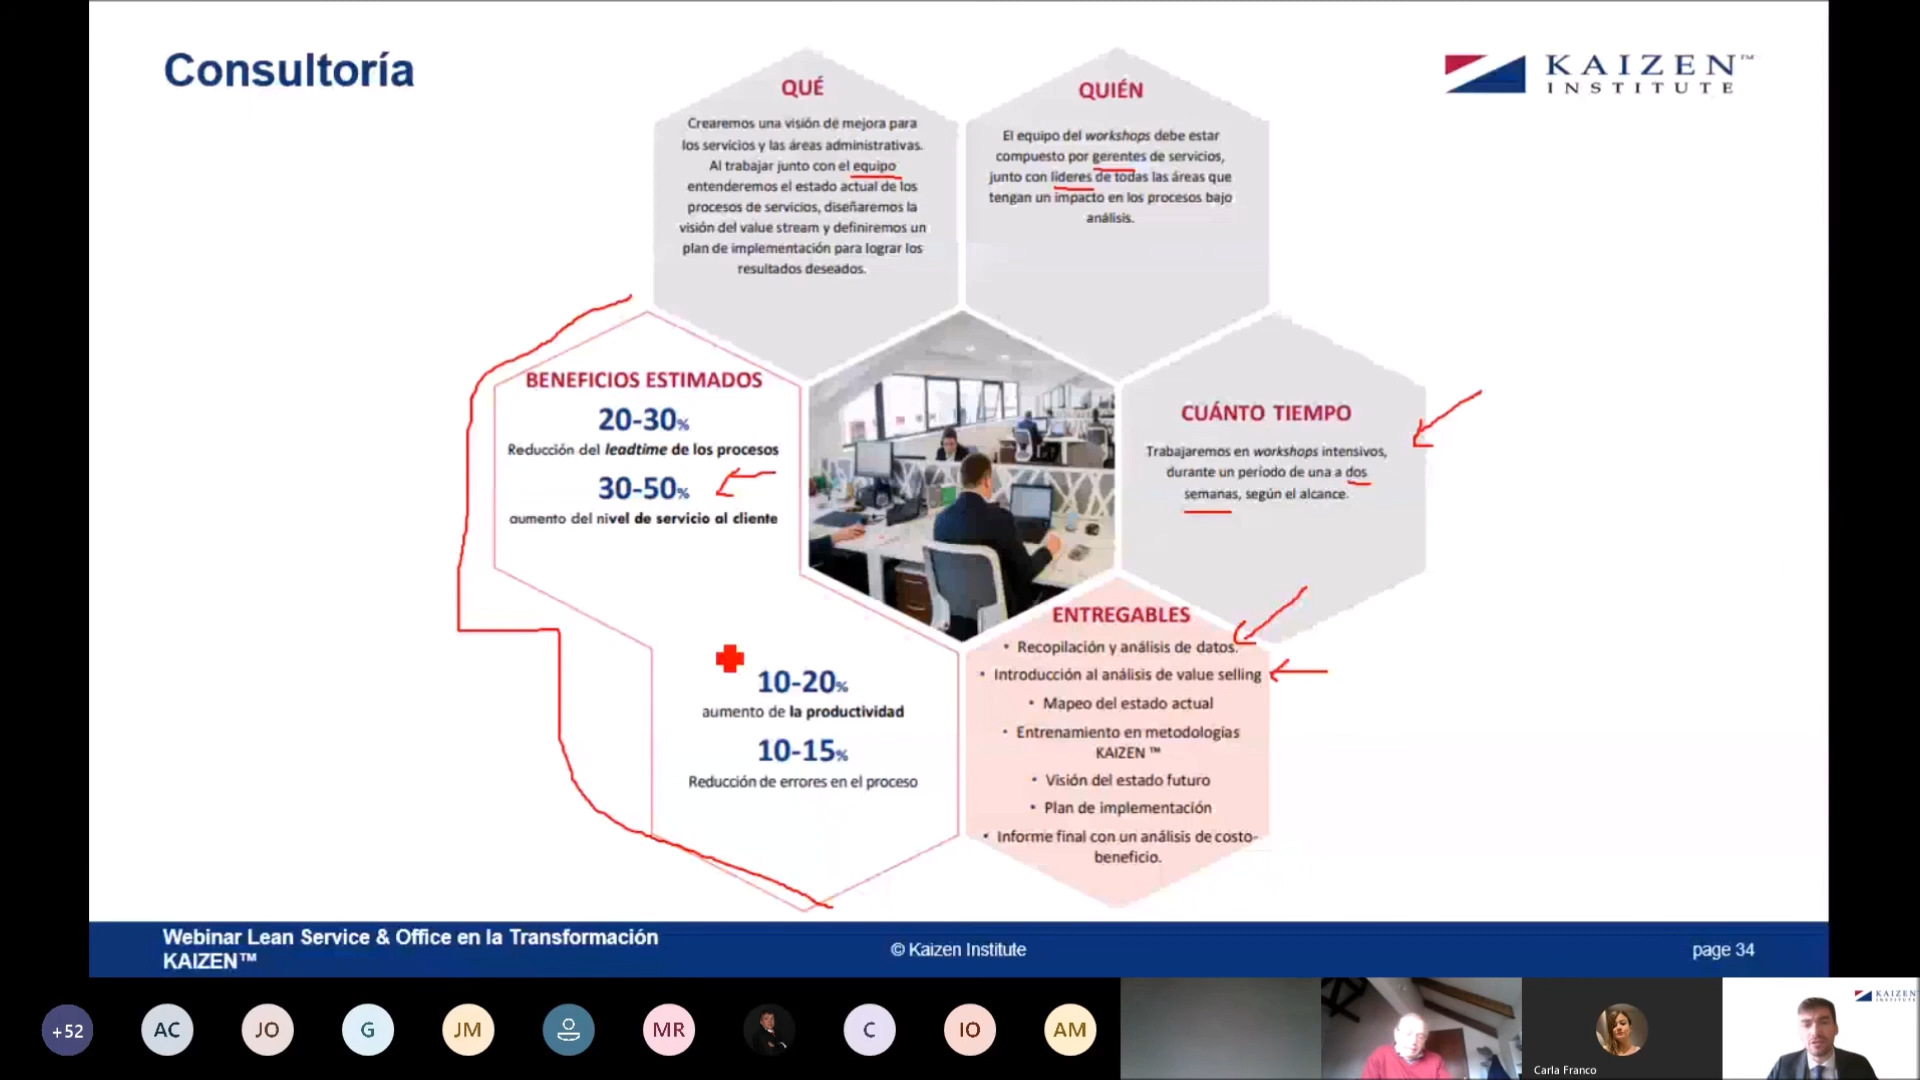 Consultoría
KAIZEN™
INSTITUTE
QUÉ
Crearemos una visión de mejora para
los servicios y las áreas administrativas.
Al trabajar junto con el equipo
entenderemos el estado actual de los
procesos de servicios, diseñaremos la
visión del value stream y definiremos un
plan de implementación para lograr los
resultados deseados.
QUIÉN
El equipo del workshops debe estar
compuesto por gerentes de servicios,
junto con líderes de todas las áreas que
tengan un impacto en los procesos bajo
análisis.
BENEFICIOS ESTIMADOS
20-30%
Reducción del leadtime de los procesos
30-50%
aumento del nivel de servicio al cliente
CUÁNTO TIEMPO
Trabajaremos en workshops intensivos,
durante un periodo de una a dos
semanas, según el alcance.
10-20%
aumento de la productividad
10-15%
Reducción de errores en el proceso
ENTREGABLES
• Recopilación y análisis de datos.
• Introducción al análisis de value selling
• Mapeo del estado actual
• Entrenamiento en metodologías
KAIZEN ™
• Visión del estado futuro
• Plan de implementación
• Informe final con un análisis de costo-
beneficio.
Webinar Lean Service & Office en la Transformación
KAIZEN™
© Kaizen Institute
page 34
+52
AC
JO
G
JM
MR
C
IO
AM
Carla Franco
KAIZEN
INSTITUTE